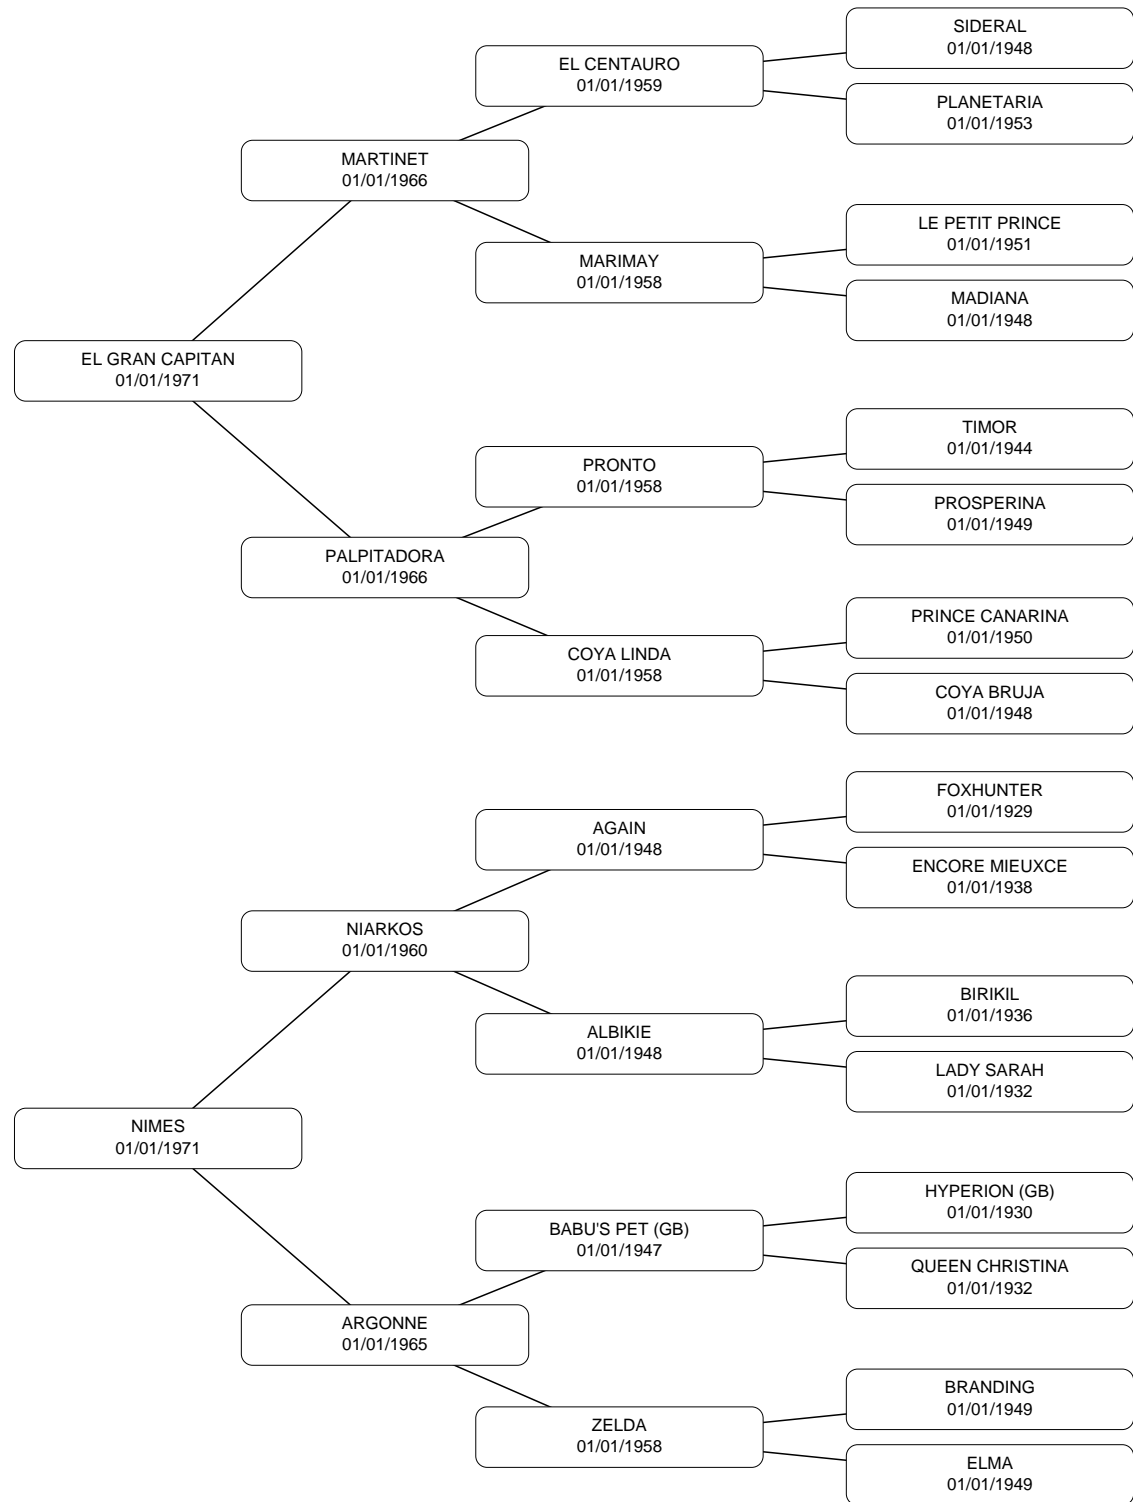 SIDERAL
01/01/1948
EL CENTAURO
01/01/1959
PLANETARIA
01/01/1953
MARTINET
01/01/1966
LE PETIT PRINCE
01/01/1951
MARIMAY
01/01/1958
MADIANA
01/01/1948
EL GRAN CAPITAN
01/01/1971
TIMOR
01/01/1944
PRONTO
01/01/1958
PROSPERINA
01/01/1949
PALPITADORA
01/01/1966
PRINCE CANARINA
01/01/1950
COYA LINDA
01/01/1958
COYA BRUJA
01/01/1948
FOXHUNTER
01/01/1929
AGAIN
01/01/1948
ENCORE MIEUXCE
01/01/1938
NIARKOS
01/01/1960
BIRIKIL
01/01/1936
ALBIKIE
01/01/1948
LADY SARAH
01/01/1932
NIMES
01/01/1971
HYPERION (GB)
01/01/1930
BABU'S PET (GB)
01/01/1947
QUEEN CHRISTINA
01/01/1932
ARGONNE
01/01/1965
BRANDING
01/01/1949
ZELDA
01/01/1958
ELMA
01/01/1949